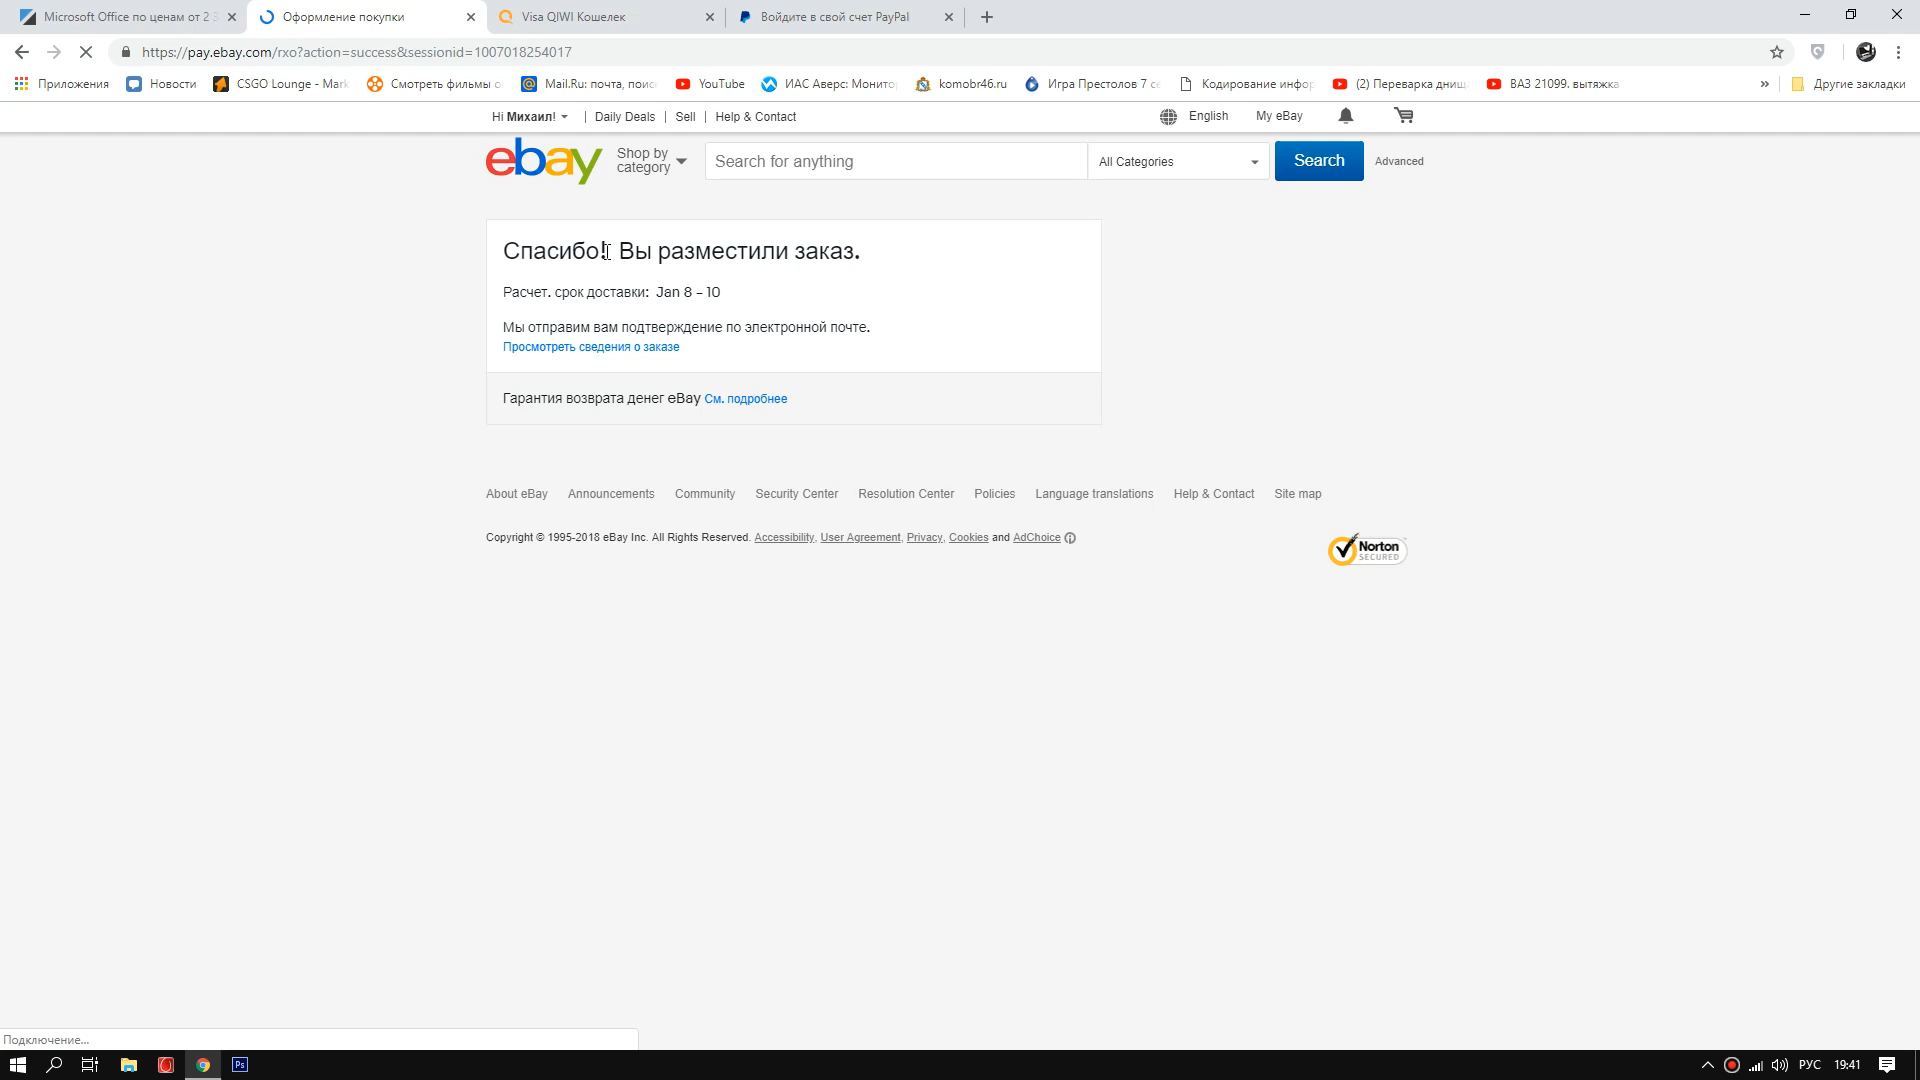 Microsoft Office по ценам от 2
Оформление покупки
Visa QIWI Кошелек
Войдите в свой счет PayPal
https://pay.ebay.com/rxo?action=success&sessionid=1007018254017
Приложения
Новости
CSGO Lounge - Mark
Смотреть фильмы о
Mail.Ru: почта, поис
YouTube
ИАС Аверс: Монито
komobr46.ru
Игра Престолов 7 се
Кодирование инфор
(2) Переварка днищ
ВАЗ 21099. вытяжка
»
Другие закладки
Hi Михаил!
Daily Deals
Sell
Help & Contact
English
My eBay
ebay
Shop by category
Search for anything
All Categories
Search
Advanced
Спасибо! Вы разместили заказ.
Расчет. срок доставки: Jan 8 – 10
Мы отправим вам подтверждение по электронной почте.
Просмотреть сведения о заказе
Гарантия возврата денег eBay См. подробнее
About eBay
Announcements
Community
Security Center
Resolution Center
Policies
Language translations
Help & Contact
Site map
Copyright © 1995-2018 eBay Inc. All Rights Reserved. Accessibility, User Agreement, Privacy, Cookies and AdChoice
Norton
SECURED
Подключение...
Ps
РУС
19:41